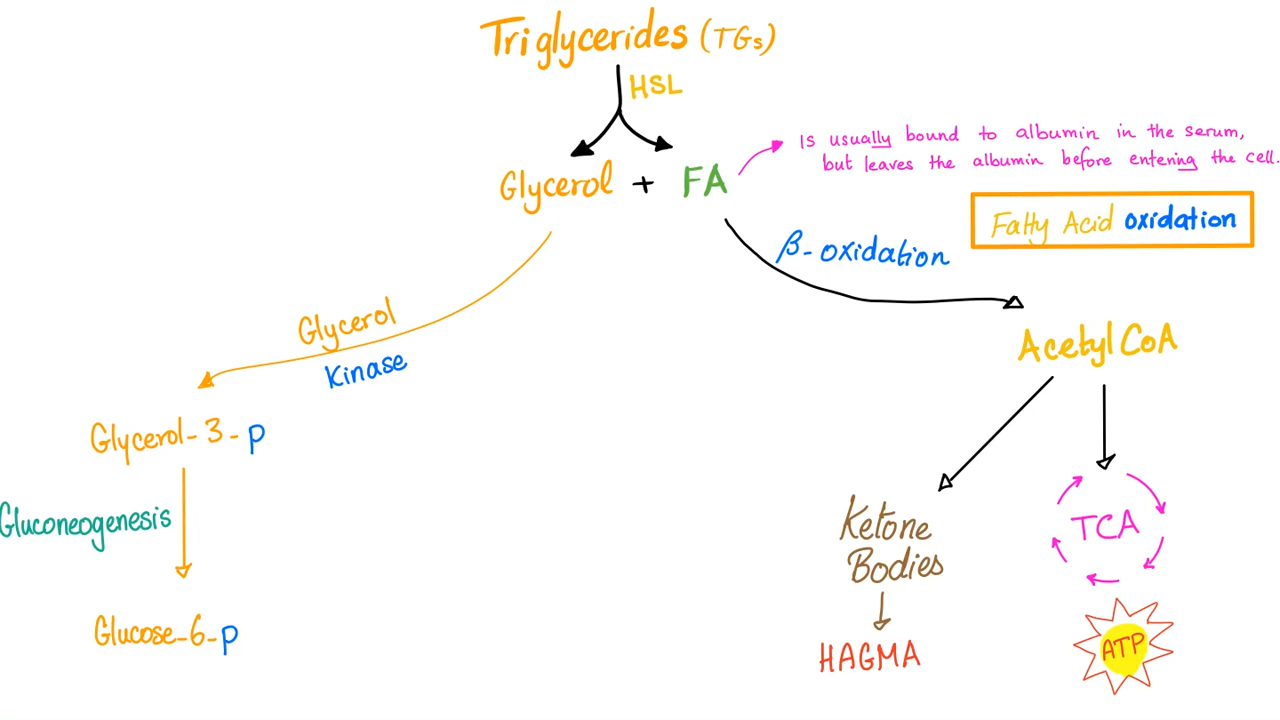 Triglycerides (TGs)
HSL
Is usually bound to albumin in the serum,
but leaves the albumin before entering the cell.
Glycerol + FA
Fatty Acid oxidation
β-oxidation
Glycerol
Kinase
Acetyl CoA
Glycerol-3-p
Gluconeogenesis
Ketone
Bodies
TCA
Glucose-6-p
HAGMA
ATP